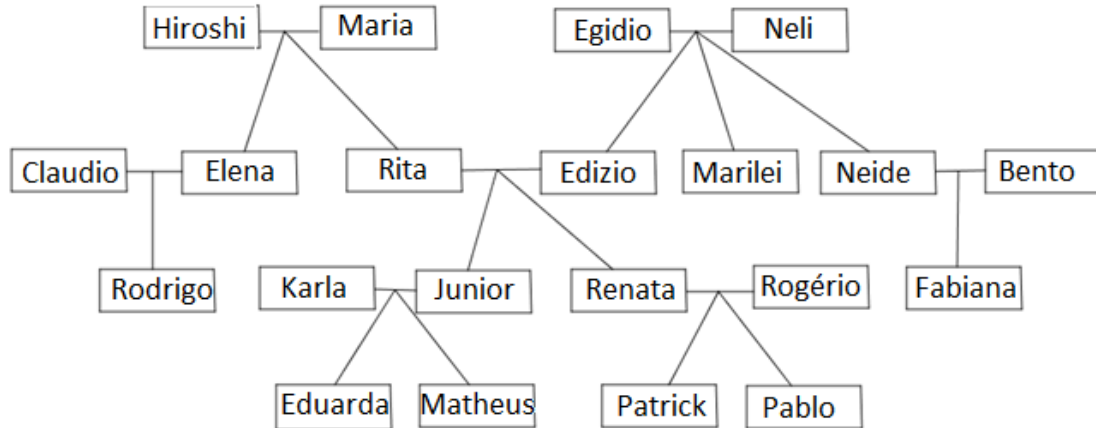 Hiroshi Maria Egidio Neli
Claudio Elena Rita Edizio Marilei Neide Bento
Rodrigo Karla Junior Renata Rogério Fabiana
Eduarda Matheus Patrick Pablo